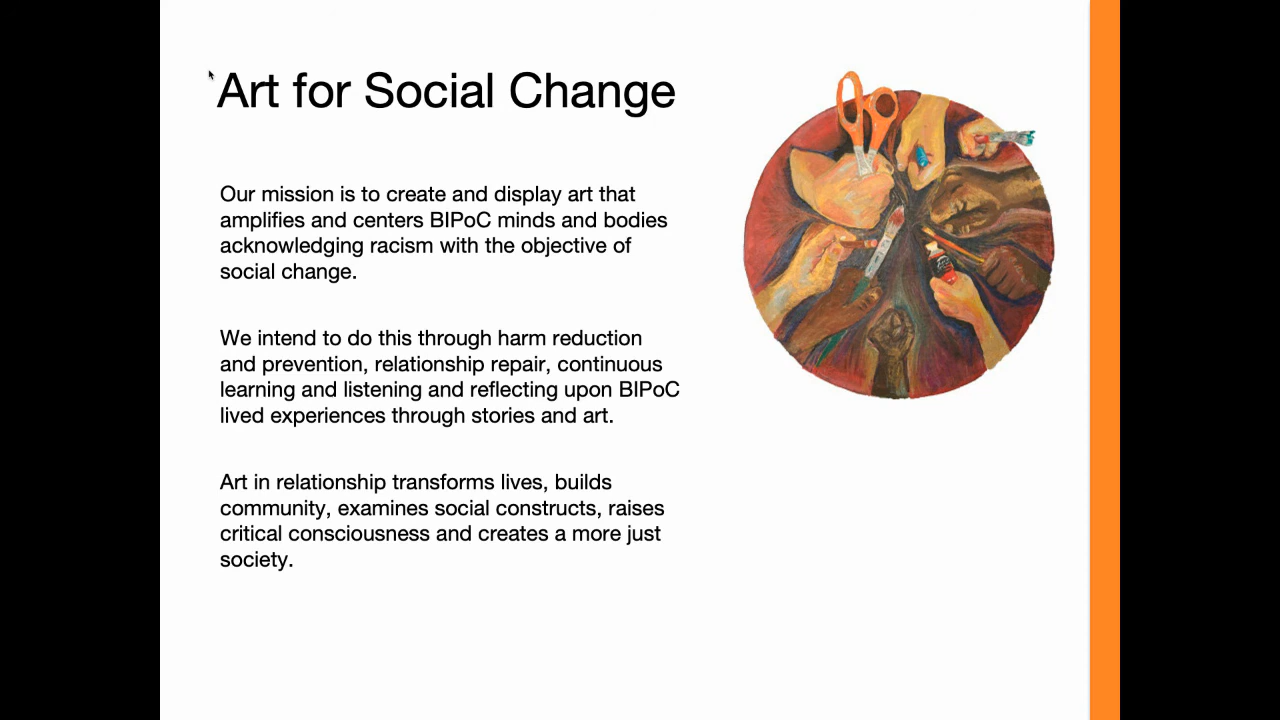 Art for Social Change
Our mission is to create and display art that
amplifies and centers BIPoC minds and bodies
acknowledging racism with the objective of
social change.
We intend to do this through harm reduction
and prevention, relationship repair, continuous
learning and listening and reflecting upon BIPoC
lived experiences through stories and art.
Art in relationship transforms lives, builds
community, examines social constructs, raises
critical consciousness and creates a more just
society.